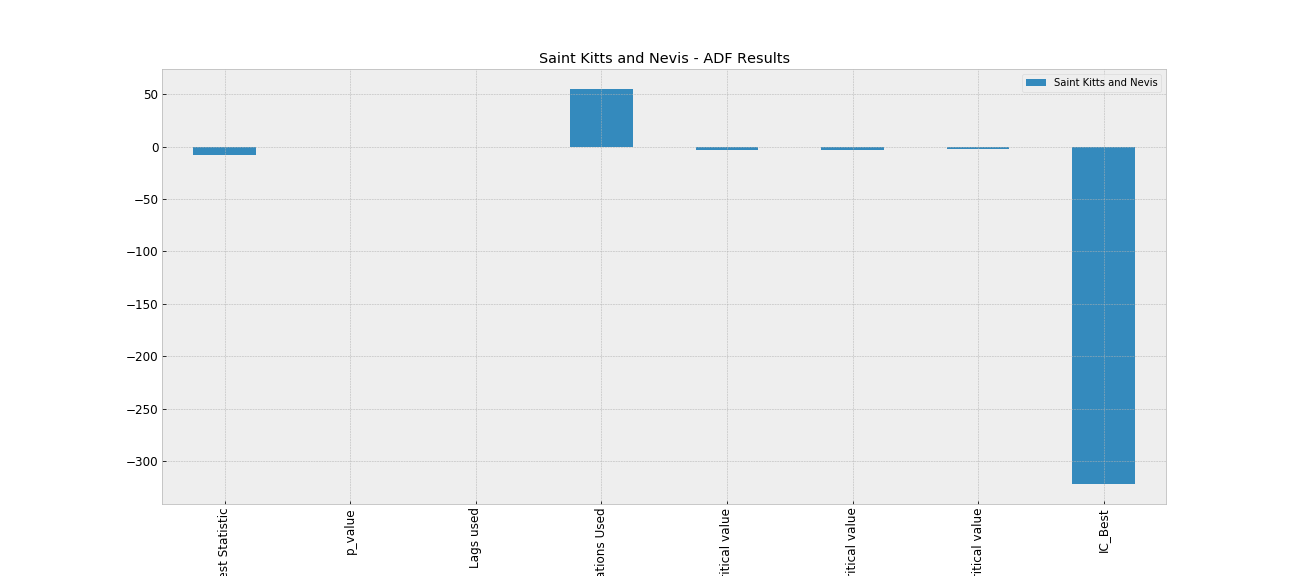 Saint Kitts and Nevis - ADF Results
Saint Kitts and Nevis
50
0
−50
−100
−150
−200
−250
−300
est Statistic
p_value
Lags used
ations Used
ritical value
ritical value
ritical value
IC_Best